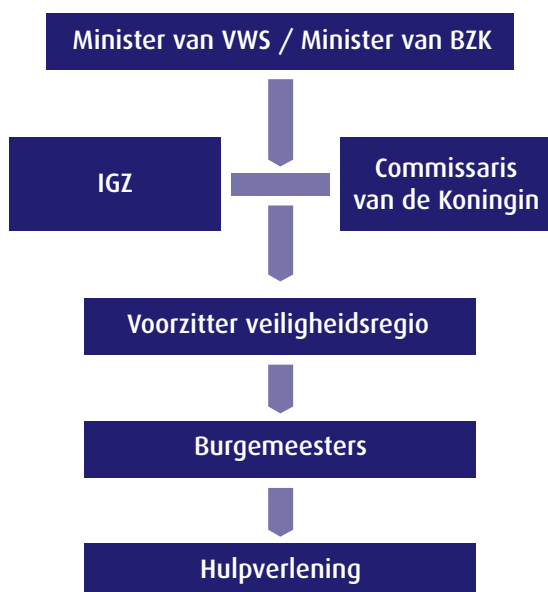 Minister van VWS / Minister van BZK
IGZ
Commissaris
van de Koningin
Voorzitter veiligheidsregio
Burgemeesters
Hulpverlening